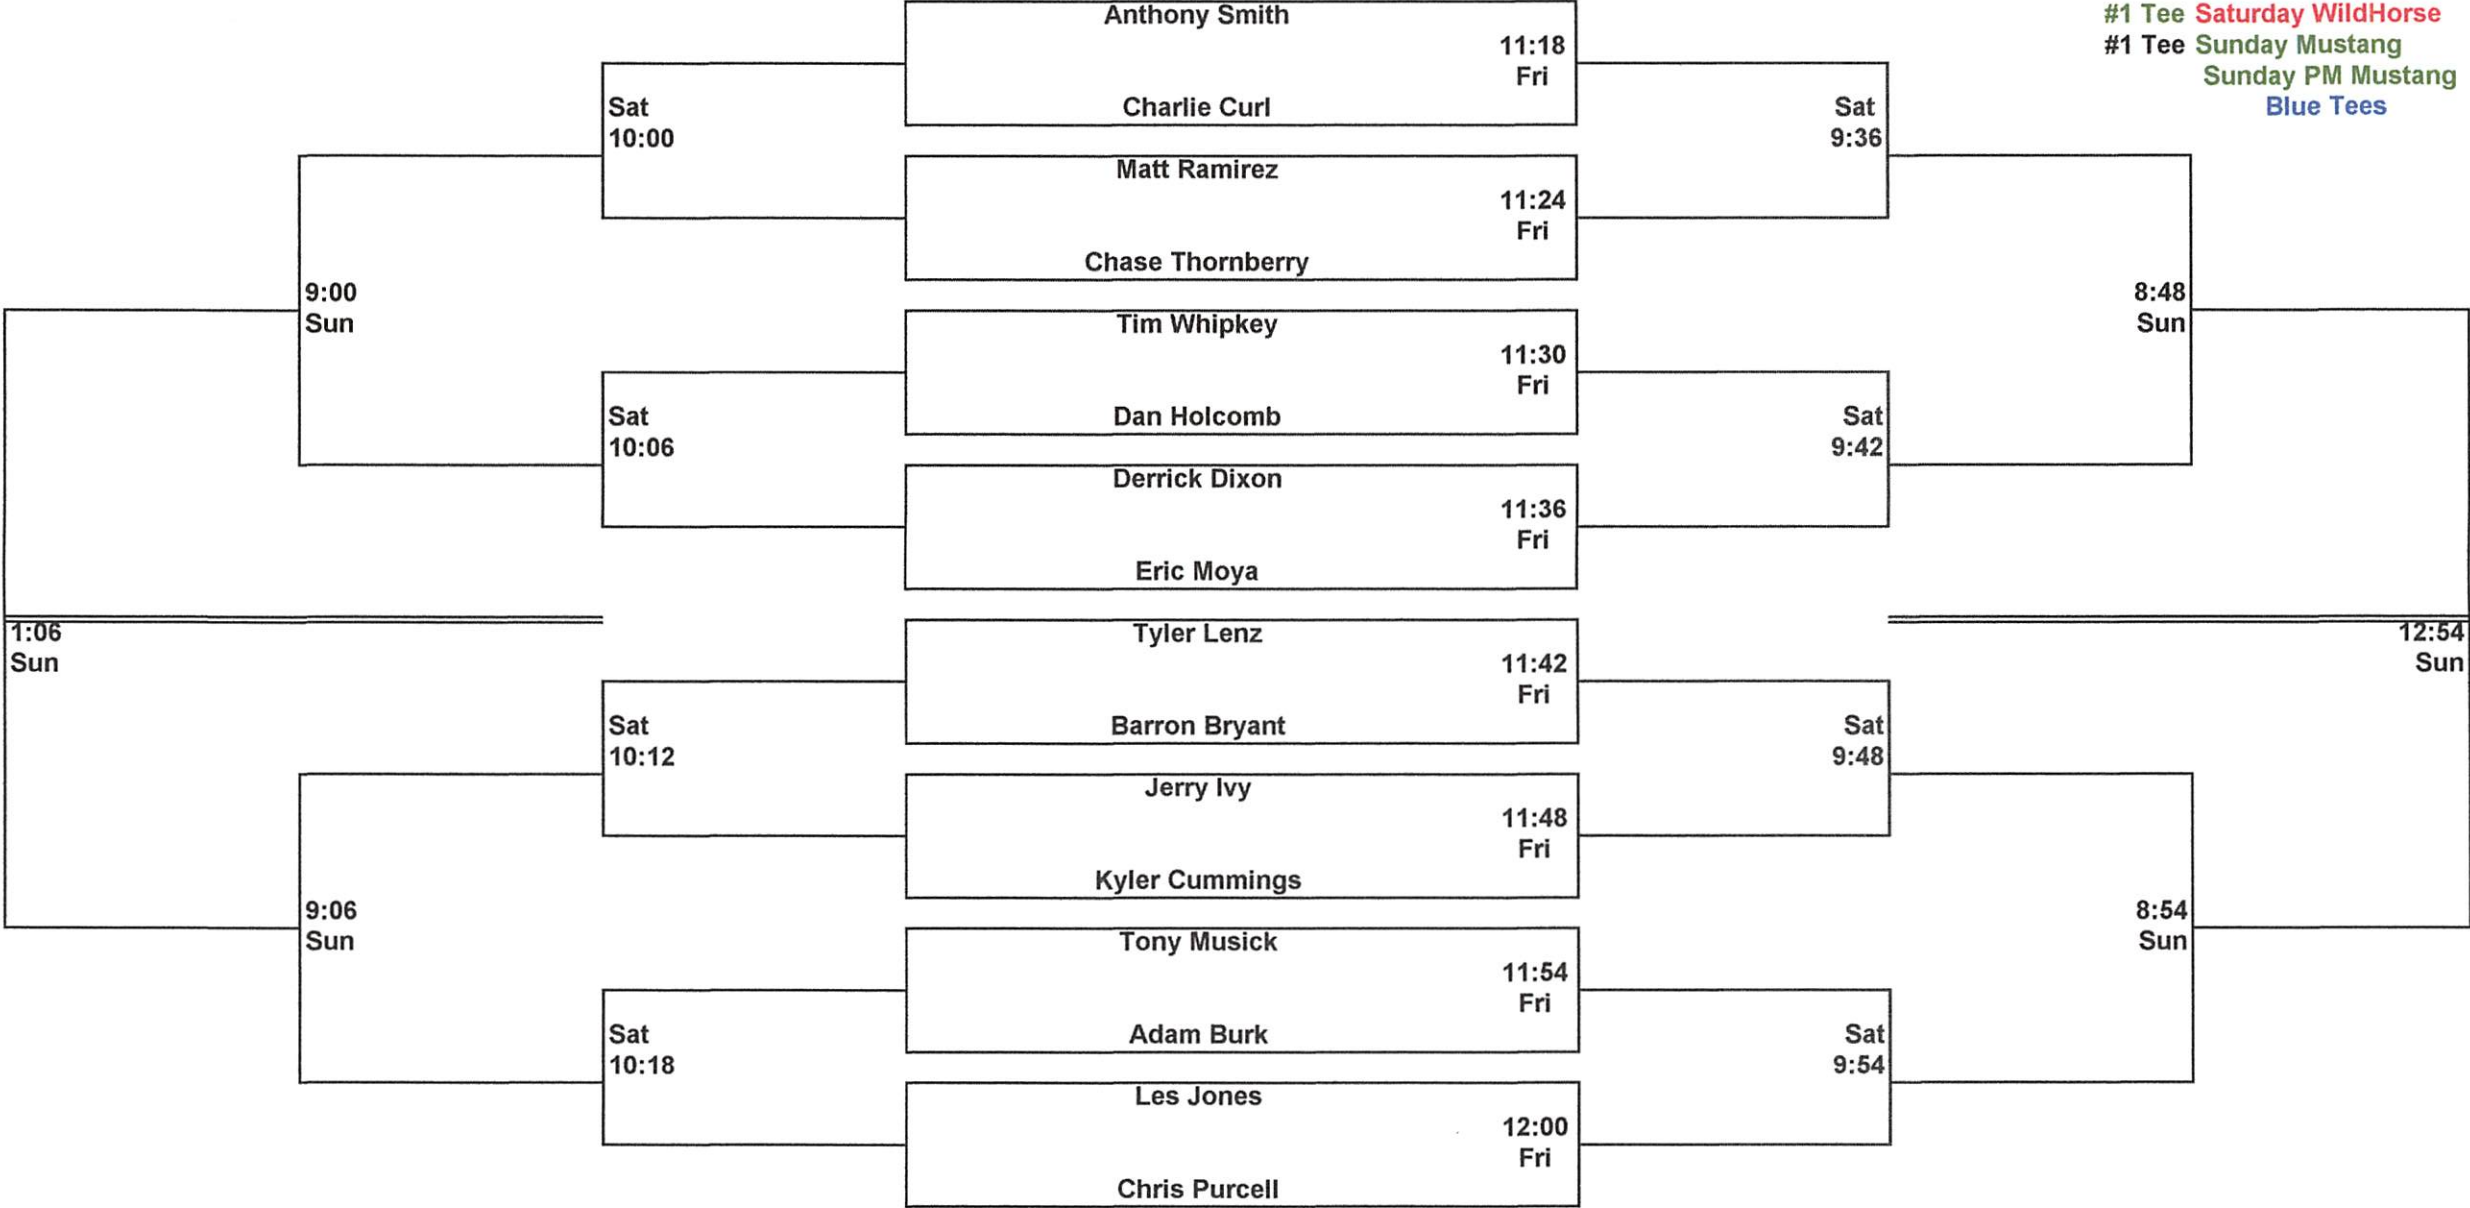 Anthony Smith
#1 Tee Saturday WildHorse
11:18
#1 Tee Sunday Mustang
Fri
Sunday PM Mustang
Sat
Charlie Curl
Sat
Blue Tees
10:00
9:36
Matt Ramirez
11:24
Fri
Chase Thornberry
9:00
8:48
Sun
Tim Whipkey
Sun
11:30
Fri
Sat
Dan Holcomb
Sat
10:06
9:42
Derrick Dixon
11:36
Fri
Eric Moya
1:06
Tyler Lenz
12:54
Sun
11:42
Sun
Fri
Sat
Barron Bryant
Sat
10:12
9:48
Jerry Ivy
11:48
Fri
Kyler Cummings
9:06
8:54
Sun
Tony Musick
Sun
11:54
Fri
Sat
Adam Burk
Sat
10:18
9:54
Les Jones
12:00
Fri
Chris Purcell